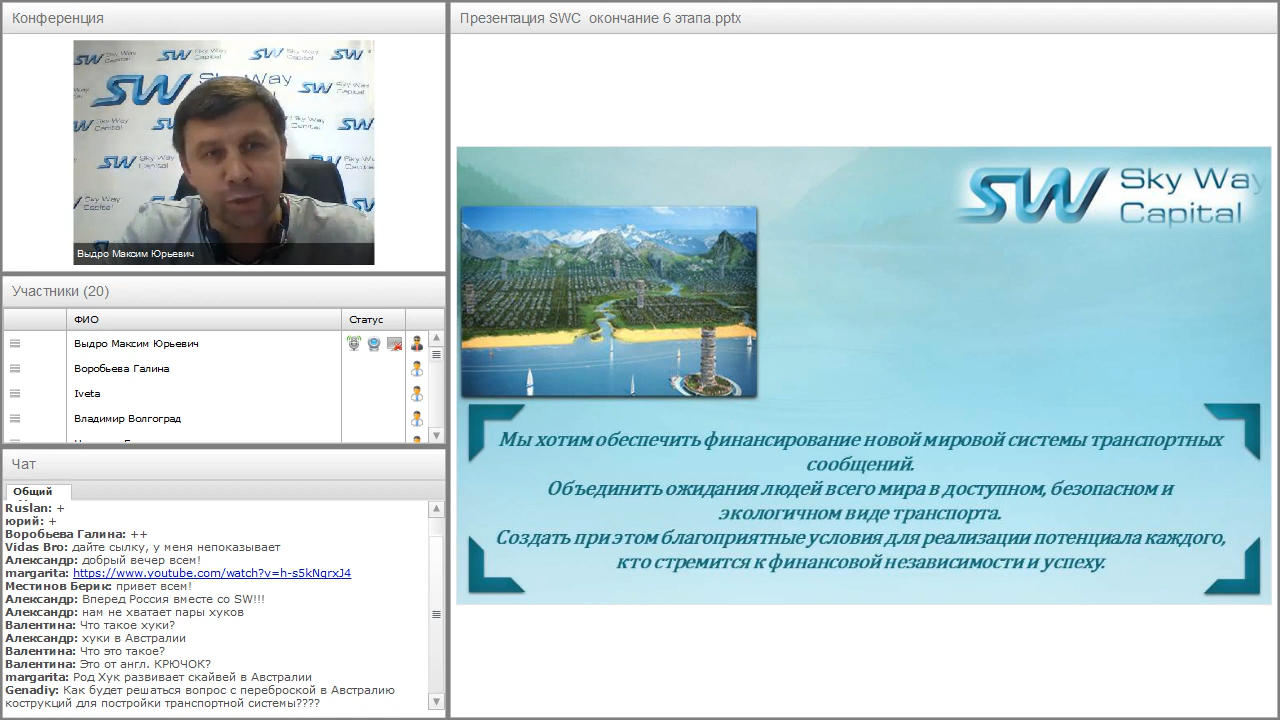 Конференция
SW Sky Way Capital
Выдро Максим Юрьевич
Участники (20)
ФИО
Статус
Выдро Максим Юрьевич
Воробьева Галина
Iveta
Владимир Волгоград
Чат
Общий
Ruslan: +
юрий: +
Воробьева Галина: ++
Vidas Bro: дайте сылку, у меня непоказывает
Александр: добрый вечер всем!
margarita: https://www.youtube.com/watch?v=h-s5kNqrxJ4
Местинов Берик: привет всем!
Александр: Вперед Россия вместе со SW!!!
Александр: нам не хватает пары хуков
Валентина: Что такое хуки?
Александр: хуки в Австралии
Валентина: Что это такое?
Валентина: Это от англ. КРЮЧОК?
margarita: Род Хук развивает скайвей в Австралии
Genadiy: Как будет решаться вопрос с переброской в Австралию
кострукций для постройки транспортной системы????
Презентация SWC окончание 6 этапа.pptx
SW Sky Way
Capital
Мы хотим обеспечить финансирование новой мировой системы транспортных
сообщений.
Объединить ожидания людей всего мира в доступном, безопасном и
экологичном виде транспорта.
Создать при этом благоприятные условия для реализации потенциала каждого,
кто стремится к финансовой независимости и успеху.